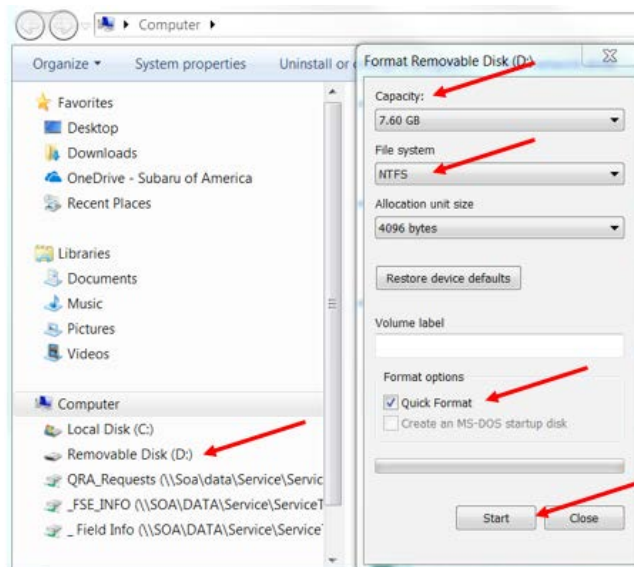 Computer
Organize
System properties
Uninstall or
Favorites
Desktop
Downloads
OneDrive - Subaru of America
Recent Places
Libraries
Documents
Music
Pictures
Videos
Computer
Local Disk (C:)
Removable Disk (D:)
QRA_Requests (\\Soa\data\Service\Servic
_FSE_INFO (\\SOA\DATA\Service\ServiceT
_ Field Info (\\SOA\DATA\Service\Service
Format Removable Disk (D:)
Capacity:
7.60 GB
File system
NTFS
Allocation unit size
4096 bytes
Restore device defaults
Volume label
Format options
Quick Format
Create an MS-DOS startup disk
Start
Close